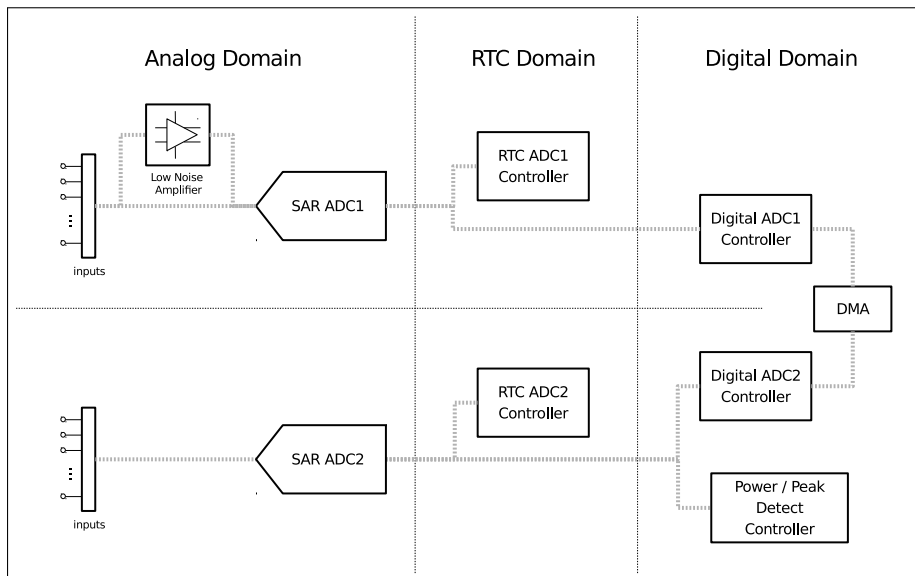 Analog Domain
RTC Domain
Digital Domain
Low Noise
Amplifier
inputs
SAR ADC1
RTC ADC1
Controller
Digital ADC1
Controller
DMA
inputs
SAR ADC2
RTC ADC2
Controller
Digital ADC2
Controller
Power / Peak
Detect
Controller